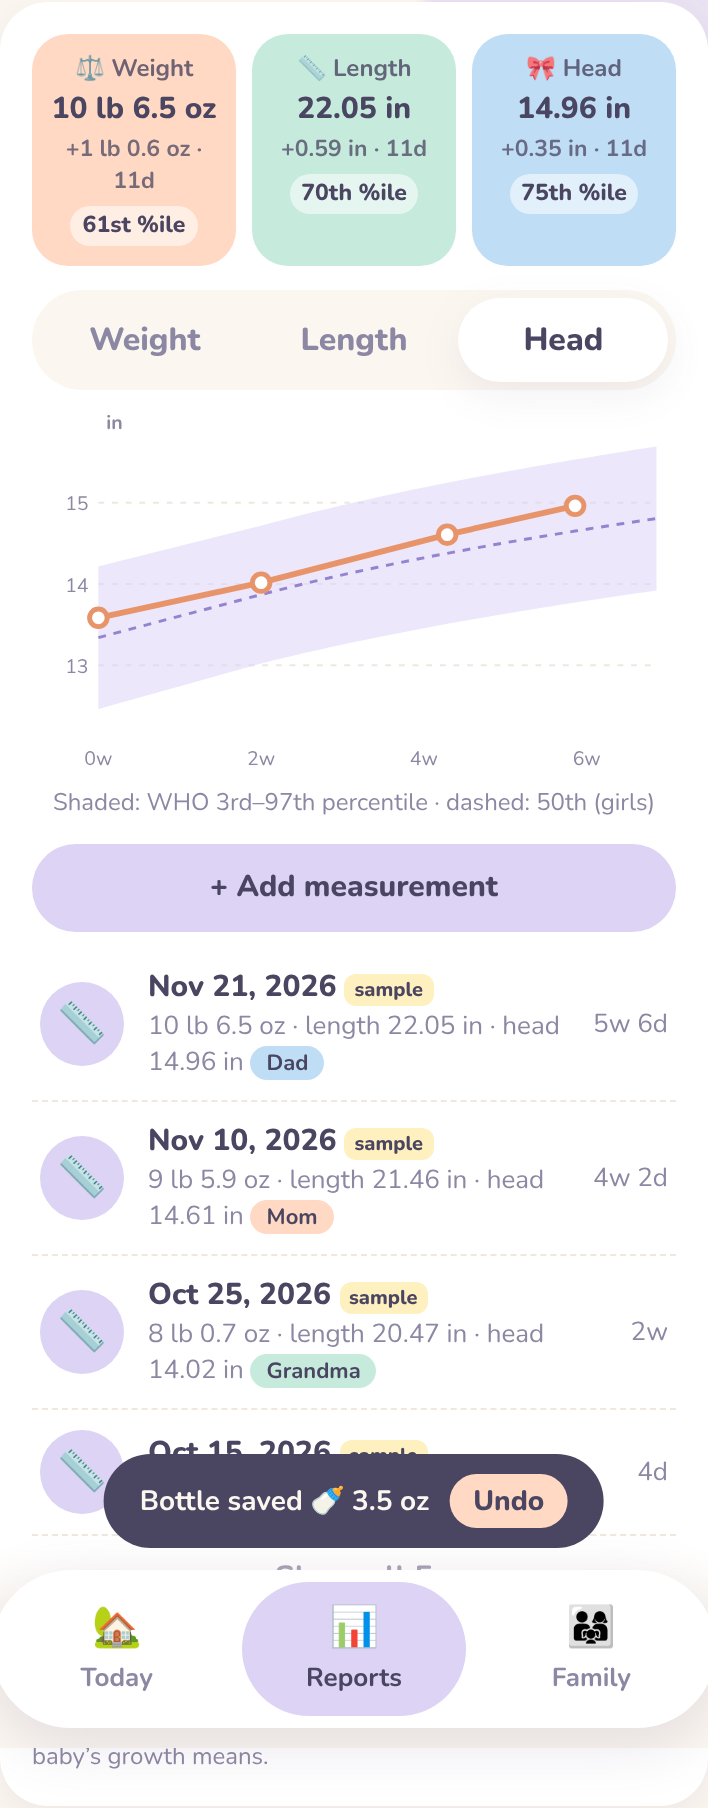 ⚖️ Weight
10 lb 6.5 oz
+1 lb 0.6 oz ·
11d
61st %ile
📏 Length
22.05 in
+0.59 in · 11d
70th %ile
🎀 Head
14.96 in
+0.35 in · 11d
75th %ile
Weight Length Head
in
15
14
13
0w 2w 4w 6w
Shaded: WHO 3rd–97th percentile · dashed: 50th (girls)
+ Add measurement
Nov 21, 2026 sample
10 lb 6.5 oz · length 22.05 in · head
14.96 in Dad
5w 6d
Nov 10, 2026 sample
9 lb 5.9 oz · length 21.46 in · head
14.61 in Mom
4w 2d
Oct 25, 2026 sample
8 lb 0.7 oz · length 20.47 in · head
14.02 in Grandma
2w
Oct 15, 2026 sample
4d
Bottle saved 🍼 3.5 oz Undo
Today Reports Family
baby's growth means.